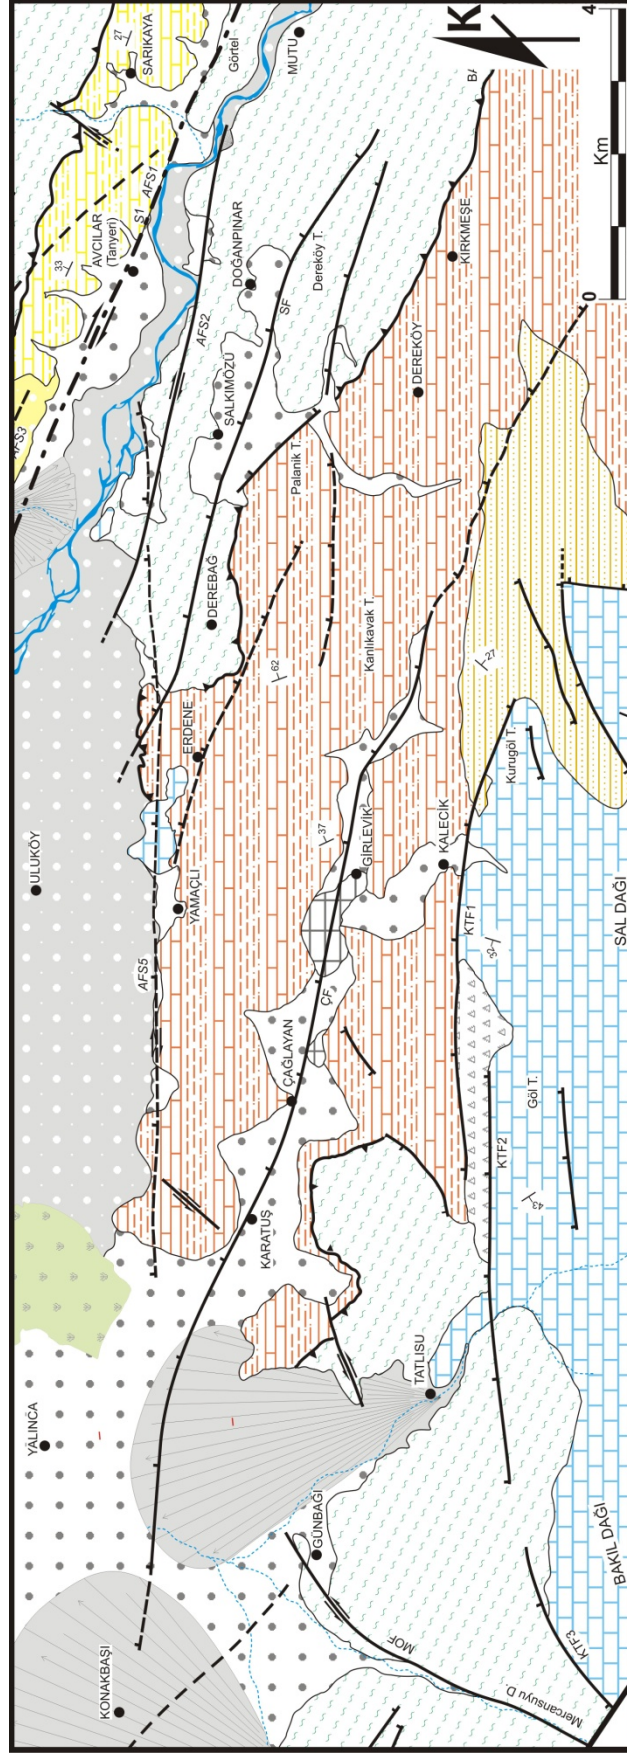 KONAKBAŞI
YALINCA
GÜNBAĞI
MOF
Mercansuyu D.
KTF3
BAKIL DAĞI
TATLISU
KARATUŞ
ÇAĞLAYAN
ÇF
KTF2
Göl T.
43
ULUKÖY
AFS5
YAMAÇLI
ERDENE
GİRLEVİK
37
KALECİK
KTF1
32
SAL DAĞI
Kurugöl T.
27
62
Kanlıkavak T.
DEREBAĞ
Palanik T.
SALKIMÖZÜ
DOĞANPINAR
SF
Dereköy T.
DEREKÖY
KIRKMEŞE
AFS3
AFS2
33
AVCILAR
(Tanyeri)
S1
AFS1
27
SARIKAYA
Görtel
MUTU
BA
K
0
Km
4